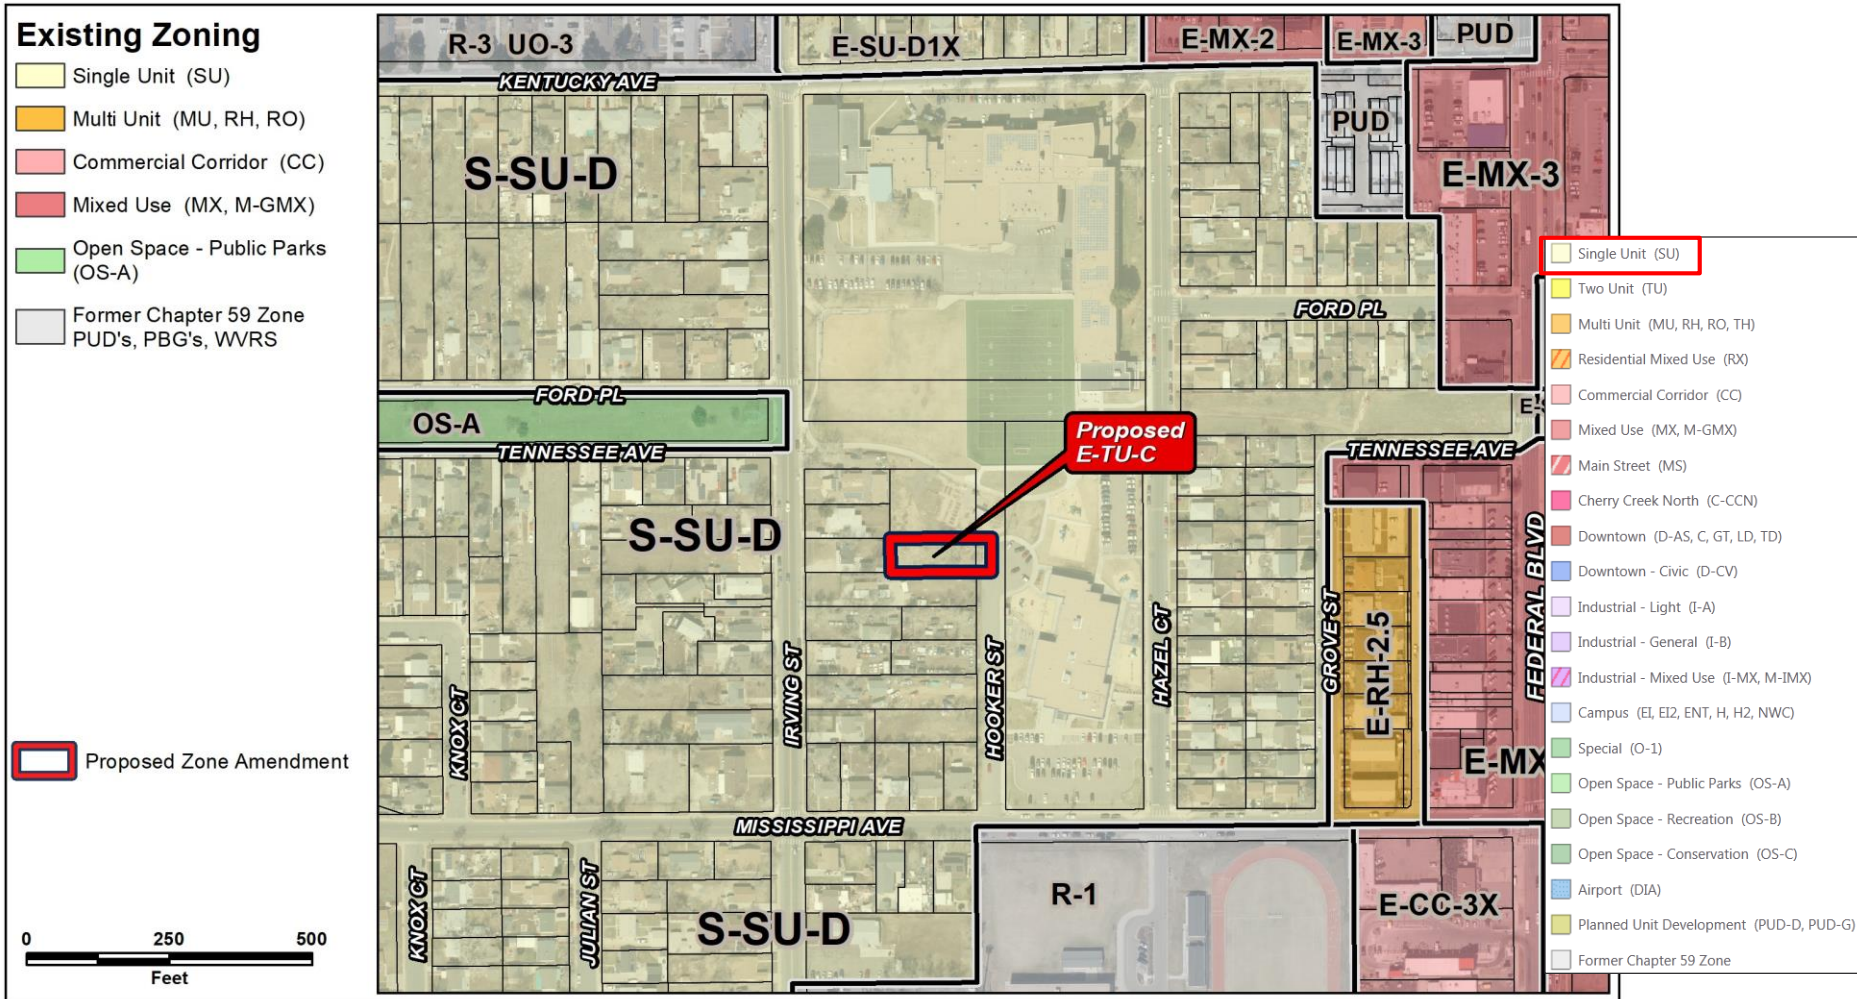 Existing Zoning
Single Unit (SU)
Multi Unit (MU, RH, RO)
Commercial Corridor (CC)
Mixed Use (MX, M-GMX)
Open Space - Public Parks
(OS-A)
Former Chapter 59 Zone
PUD's, PBG's, WVRS
Proposed Zone Amendment
0 250 500
Feet
R-3 UO-3
E-SU-D1X
E-MX-2
E-MX-3
PUD
KENTUCKY AVE
S-SU-D
PUD
E-MX-3
FORD PL
FORD PL
OS-A
TENNESSEE AVE
Proposed
E-TU-C
TENNESSEE AVE
S-SU-D
KNOX CT
IRVING ST
HOOKER ST
HAZEL CT
GROVE ST
E-RH-2.5
FEDERAL BLVD
E-MX
MISSISSIPPI AVE
KNOX CT
JULIAN ST
S-SU-D
R-1
E-CC-3X
Single Unit (SU)
Two Unit (TU)
Multi Unit (MU, RH, RO, TH)
Residential Mixed Use (RX)
Commercial Corridor (CC)
Mixed Use (MX, M-GMX)
Main Street (MS)
Cherry Creek North (C-CCN)
Downtown (D-AS, C, GT, LD, TD)
Downtown - Civic (D-CV)
Industrial - Light (I-A)
Industrial - General (I-B)
Industrial - Mixed Use (I-MX, M-IMX)
Campus (EI, EI2, ENT, H, H2, NWC)
Special (O-1)
Open Space - Public Parks (OS-A)
Open Space - Recreation (OS-B)
Open Space - Conservation (OS-C)
Airport (DIA)
Planned Unit Development (PUD-D, PUD-G)
Former Chapter 59 Zone